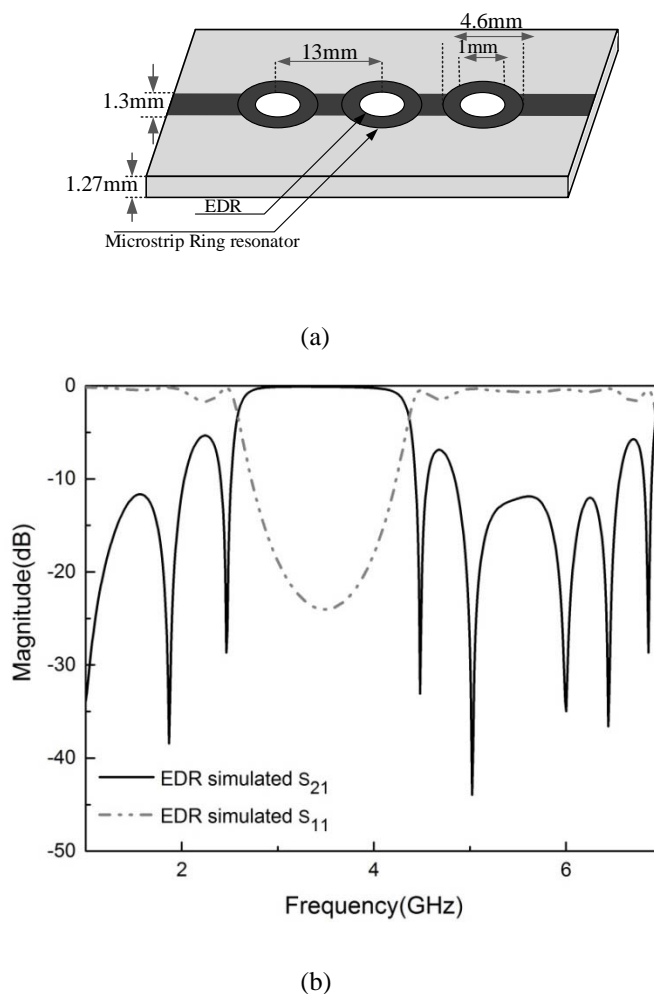 4.6mm
13mm
1mm
1.3mm
1.27mm
EDR
Microstrip Ring resonator
(a)
0
-10
-20
-30
-40
-50
Magnitude(dB)
EDR simulated S21
EDR simulated S11
2
4
6
Frequency(GHz)
(b)